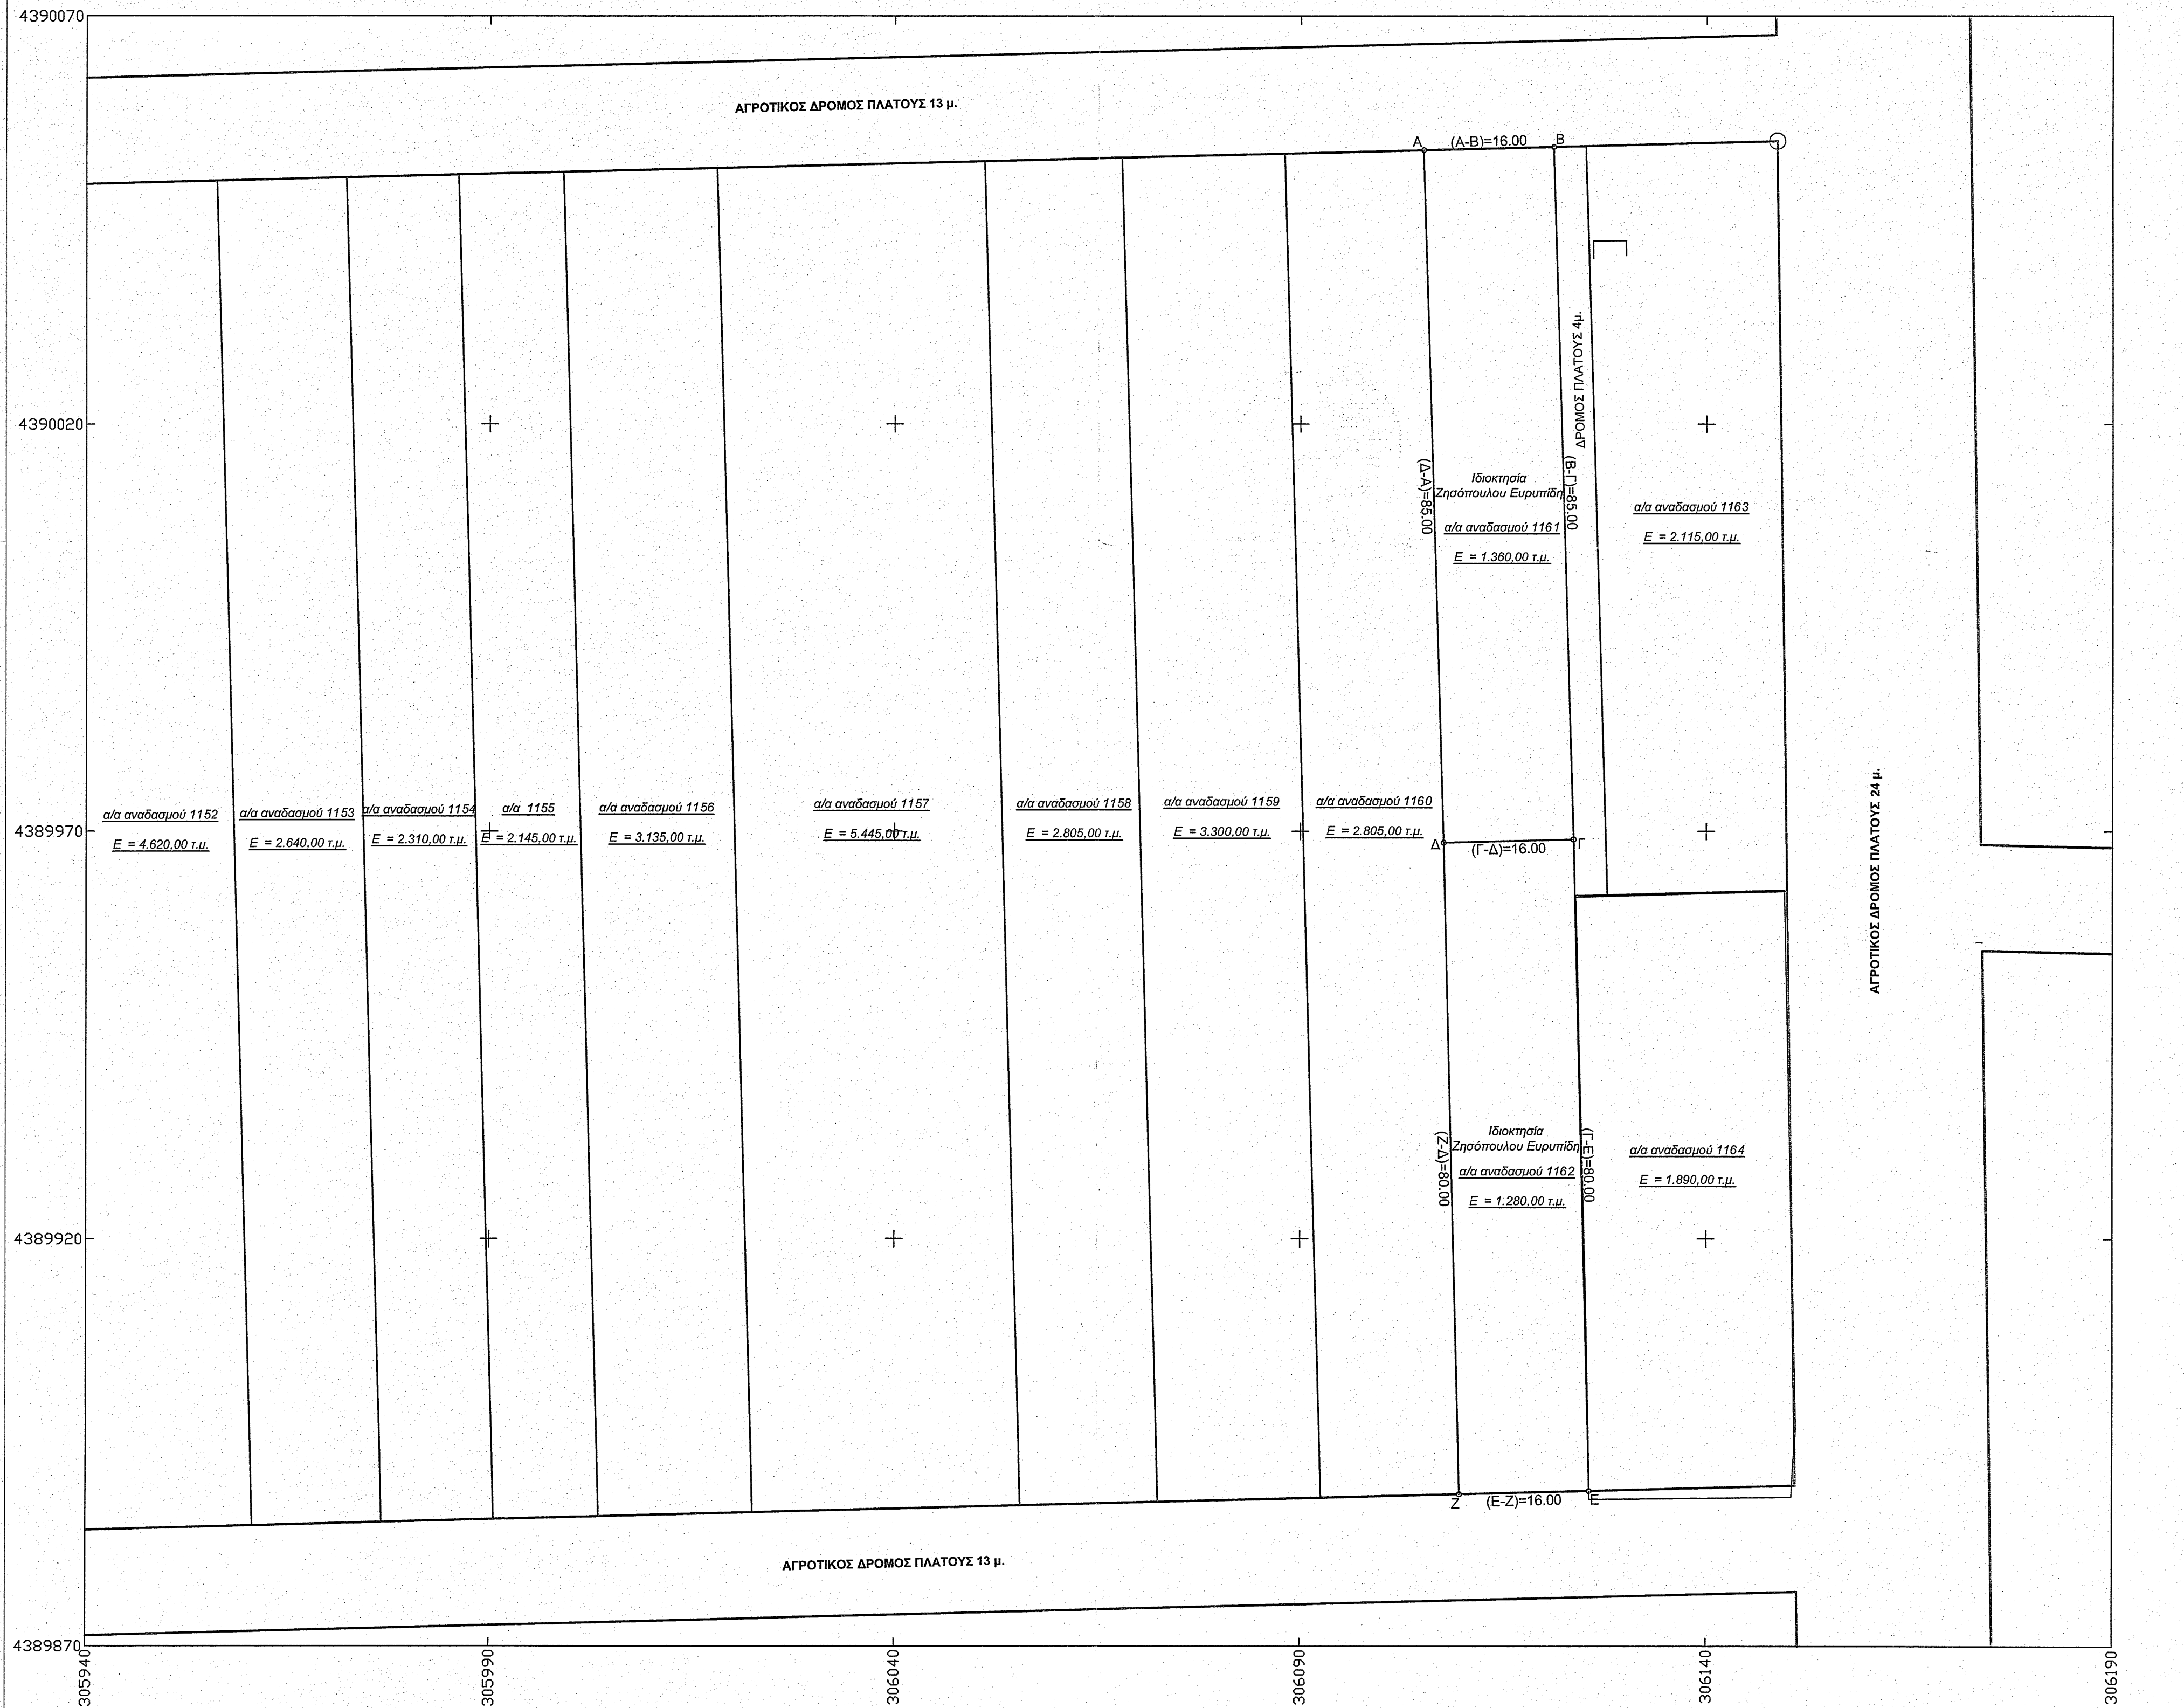 4390070
ΑΓΡΟΤΙΚΟΣ ΔΡΟΜΟΣ ΠΛΑΤΟΥΣ 13 μ.
Α
(Α-Β)=16.00
Β
ΔΡΟΜΟΣ ΠΛΑΤΟΥΣ 4μ.
4390020
(Δ-Α)=85.00
Ιδιοκτησία
Ζησόπουλου Ευρυπίδη
α/α αναδασμού 1161
Ε = 1.360,00 τ.μ.
(Β-Γ)=85.00
α/α αναδασμού 1163
Ε = 2.115,00 τ.μ.
ΑΓΡΟΤΙΚΟΣ ΔΡΟΜΟΣ ΠΛΑΤΟΥΣ 24 μ.
4389970
α/α αναδασμού 1152
Ε = 4.620,00 τ.μ.
α/α αναδασμού 1153
Ε = 2.640,00 τ.μ.
α/α αναδασμού 1154
Ε = 2.310,00 τ.μ.
α/α 1155
Ε = 2.145,00 τ.μ.
α/α αναδασμού 1156
Ε = 3.135,00 τ.μ.
α/α αναδασμού 1157
Ε = 5.445,00 τ.μ.
α/α αναδασμού 1158
Ε = 2.805,00 τ.μ.
α/α αναδασμού 1159
Ε = 3.300,00 τ.μ.
α/α αναδασμού 1160
Ε = 2.805,00 τ.μ.
Δ
(Γ-Δ)=16.00
Γ
(Ζ-Δ)=80.00
Ιδιοκτησία
Ζησόπουλου Ευρυπίδη
α/α αναδασμού 1162
Ε = 1.280,00 τ.μ.
(Γ-Ε)=80.00
α/α αναδασμού 1164
Ε = 1.890,00 τ.μ.
4389920
Ζ
(Ε-Ζ)=16.00
Ε
ΑΓΡΟΤΙΚΟΣ ΔΡΟΜΟΣ ΠΛΑΤΟΥΣ 13 μ.
4389870
305940
305990
306040
306090
306140
306190